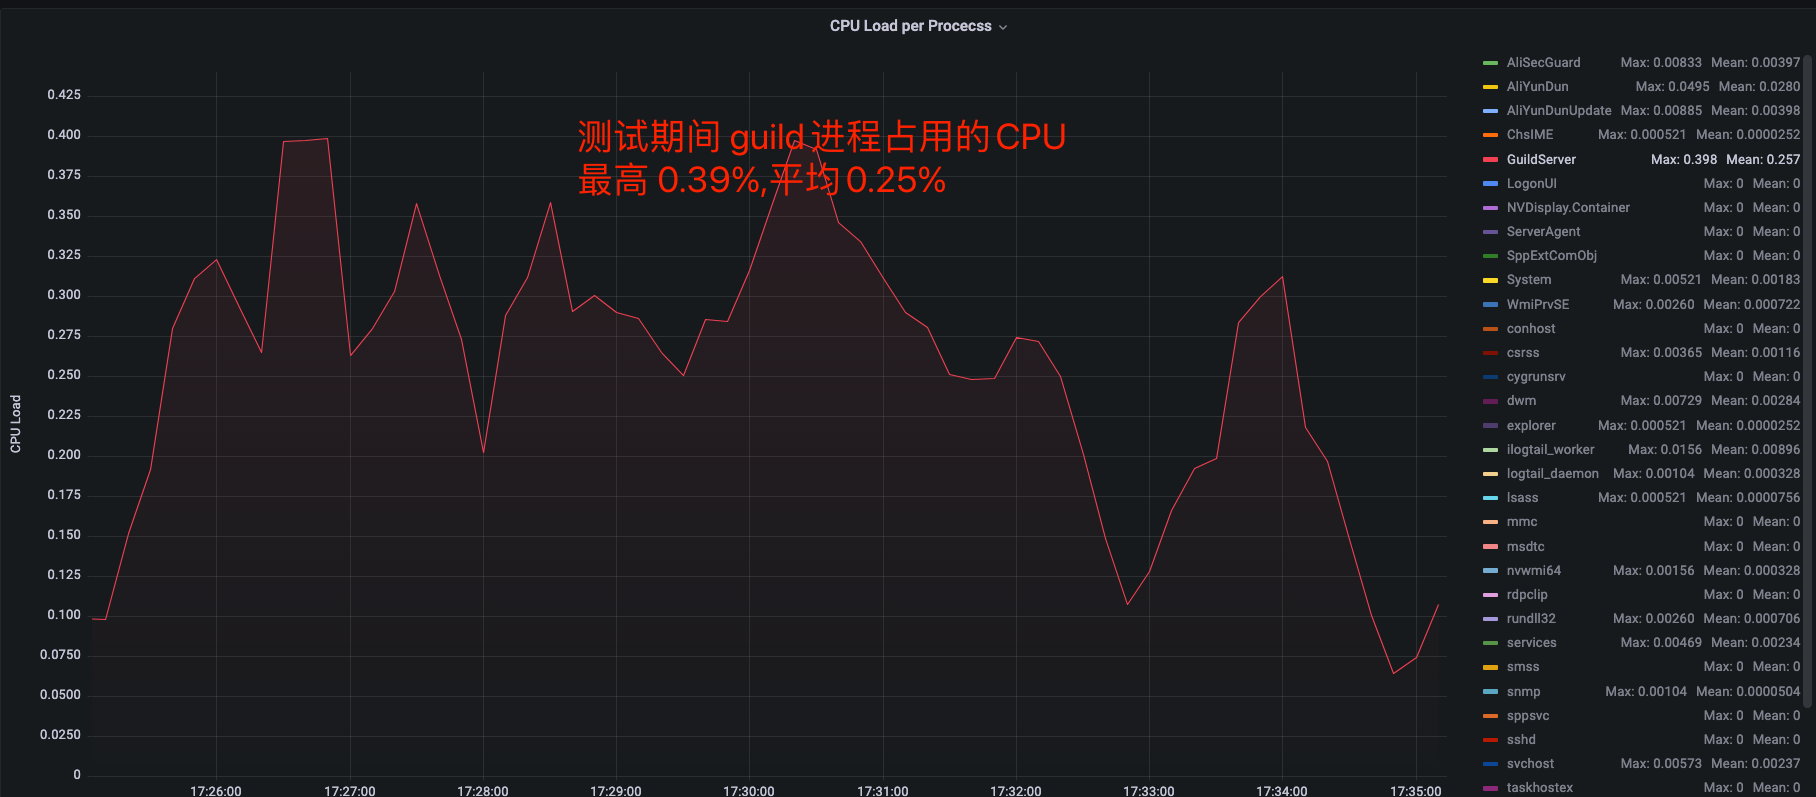 CPU Load per Procecss
测试期间 guild 进程占用的 CPU
最高 0.39%,平均 0.25%
CPU Load
0.425
0.400
0.375
0.350
0.325
0.300
0.275
0.250
0.225
0.200
0.175
0.150
0.125
0.100
0.0750
0.0500
0.0250
0
17:26:00 17:27:00 17:28:00 17:29:00 17:30:00 17:31:00 17:32:00 17:33:00 17:34:00 17:35:00
AliSecGuard Max: 0.00833 Mean: 0.00397
AliYunDun Max: 0.0495 Mean: 0.0280
AliYunDunUpdate Max: 0.00885 Mean: 0.00398
ChsIME Max: 0.000521 Mean: 0.0000252
GuildServer Max: 0.398 Mean: 0.257
LogonUI Max: 0 Mean: 0
NVDisplay.Container Max: 0 Mean: 0
ServerAgent Max: 0 Mean: 0
SppExtComObj Max: 0 Mean: 0
System Max: 0.00521 Mean: 0.00183
WmiPrvSE Max: 0.00260 Mean: 0.000722
conhost Max: 0 Mean: 0
csrss Max: 0.00365 Mean: 0.00116
cygrunsrv Max: 0 Mean: 0
dwm Max: 0.00729 Mean: 0.00284
explorer Max: 0.000521 Mean: 0.0000252
ilogtail_worker Max: 0.0156 Mean: 0.00896
logtail_daemon Max: 0.00104 Mean: 0.000328
lsass Max: 0.000521 Mean: 0.0000756
mmc Max: 0 Mean: 0
msdtc Max: 0 Mean: 0
nvwmi64 Max: 0.00156 Mean: 0.000328
rdpclip Max: 0 Mean: 0
rundll32 Max: 0.00260 Mean: 0.000706
services Max: 0.00469 Mean: 0.00234
smss Max: 0 Mean: 0
snmp Max: 0.00104 Mean: 0.0000504
sppsvc Max: 0 Mean: 0
sshd Max: 0 Mean: 0
svchost Max: 0.00573 Mean: 0.00237
taskhostex Max: 0 Mean: 0